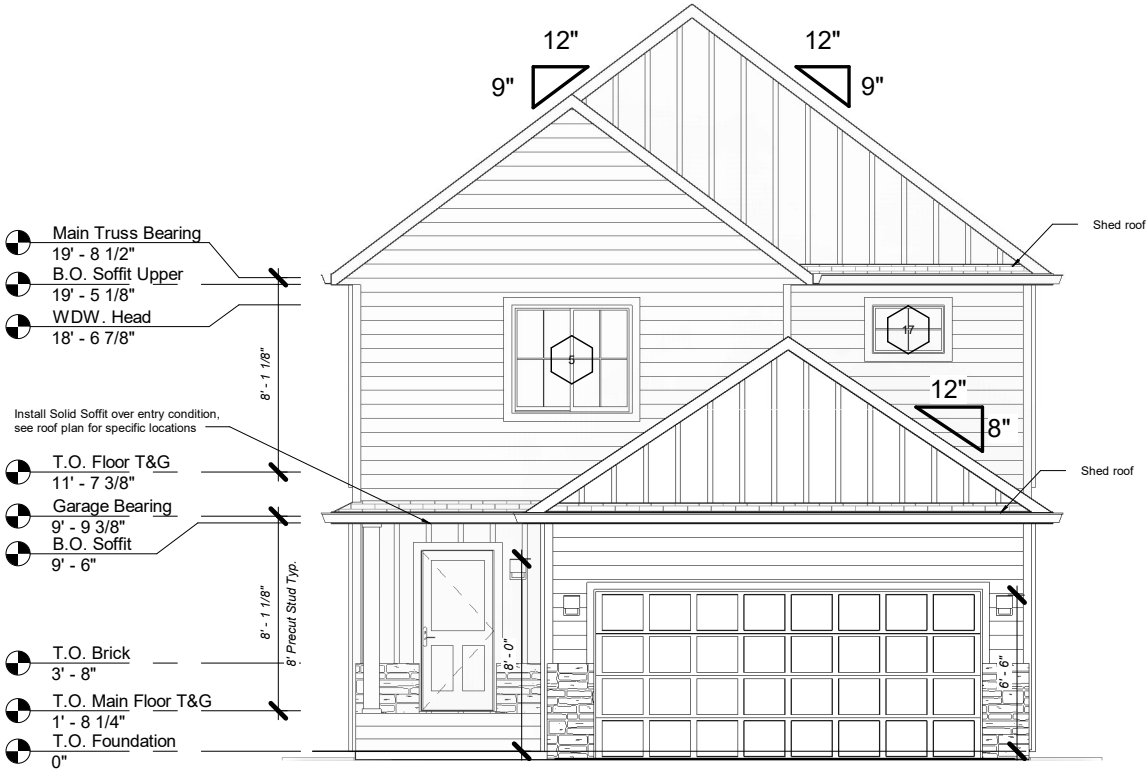 12"
9"
12"
9"
Main Truss Bearing
19' - 8 1/2"
B.O. Soffit Upper
19' - 5 1/8"
WDW. Head
18' - 6 7/8"
Shed roof
17
5
8' - 1 1/8"
12"
8"
Install Solid Soffit over entry condition,
see roof plan for specific locations
T.O. Floor T&G
11' - 7 3/8"
Shed roof
Garage Bearing
9' - 9 3/8"
B.O. Soffit
9' - 6"
8' - 1 1/8"
8' Precut Stud Typ.
8' - 0"
6' - 6"
T.O. Brick
3' - 8"
T.O. Main Floor T&G
1' - 8 1/4"
T.O. Foundation
0"